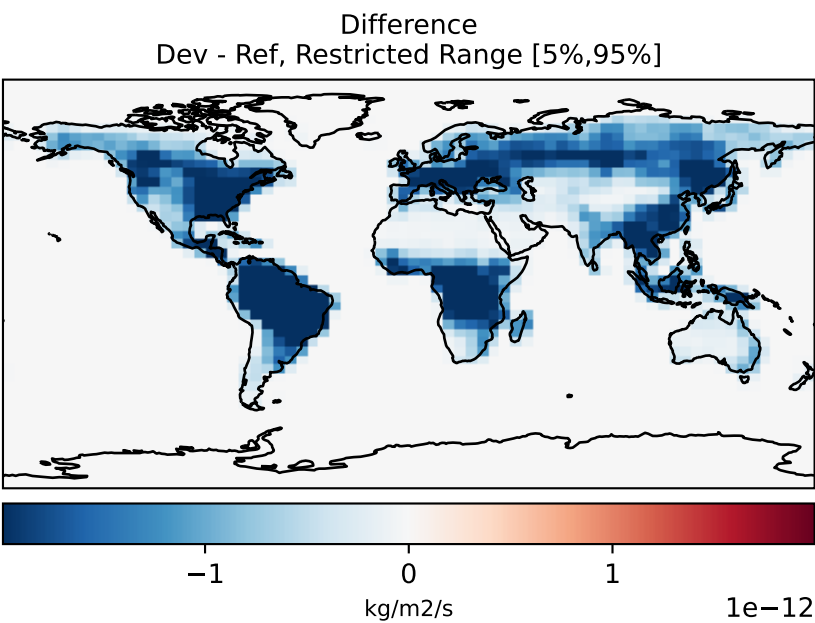 Difference
Dev - Ref, Restricted Range [5%,95%]
−1 0 1
kg/m2/s 1e−12